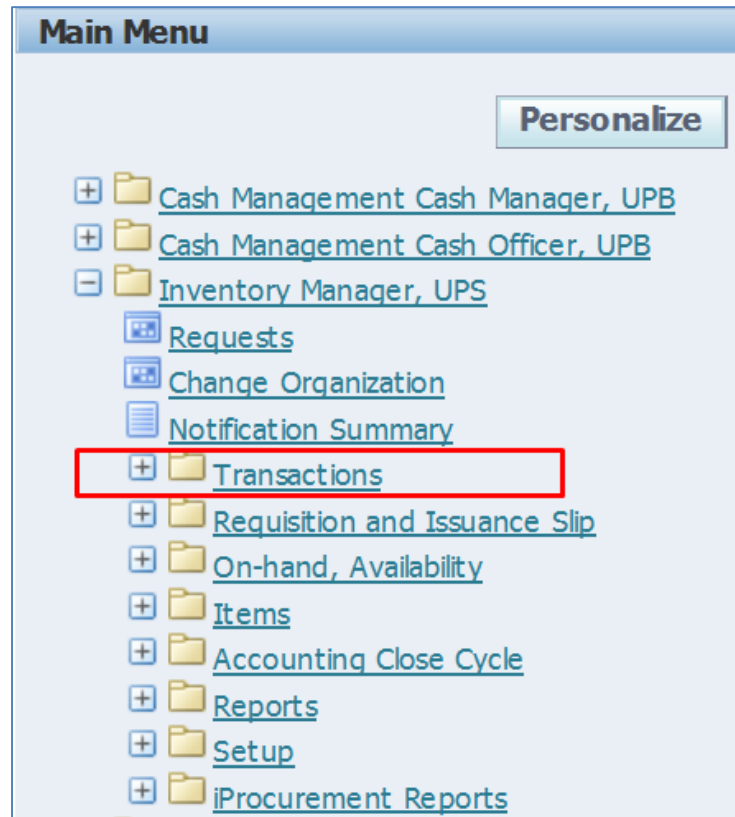 Main Menu
Personalize
Cash Management Cash Manager, UPB
Cash Management Cash Officer, UPB
Inventory Manager, UPS
Requests
Change Organization
Notification Summary
Transactions
Requisition and Issuance Slip
On-hand, Availability
Items
Accounting Close Cycle
Reports
Setup
iProcurement Reports